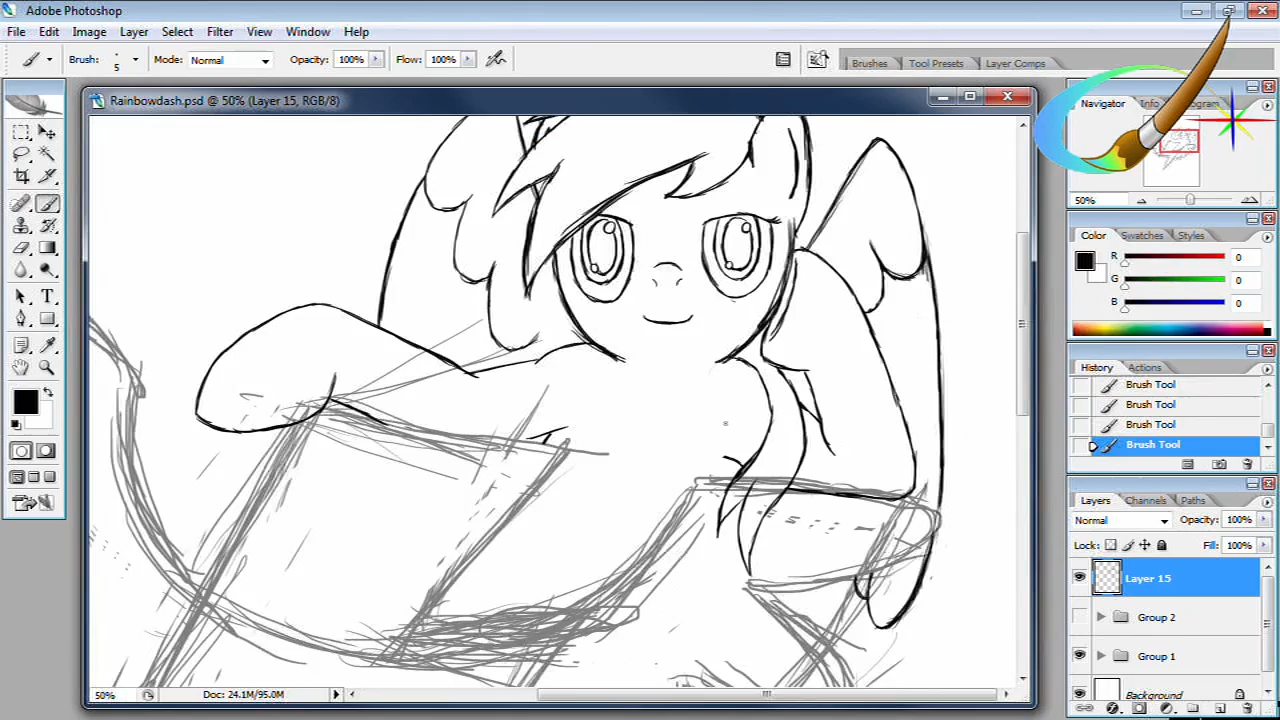 Adobe Photoshop
File Edit Image Layer Select Filter View Window Help
Brush: 5 Mode: Normal Opacity: 100% Flow: 100% Brushes Tool Presets Layer Comps
Rainbowdash.psd @ 50% (Layer 15, RGB/8)
Navigator Info
100%
50%
Color Swatches Styles
R 0
G 0
B 0
History Actions
Brush Tool
Brush Tool
Brush Tool
Brush Tool
Layers Channels Paths
Normal Opacity: 100%
Lock: Fill: 100%
Layer 15
Group 2
Group 1
Background
50% Doc: 24.1M/95.0M